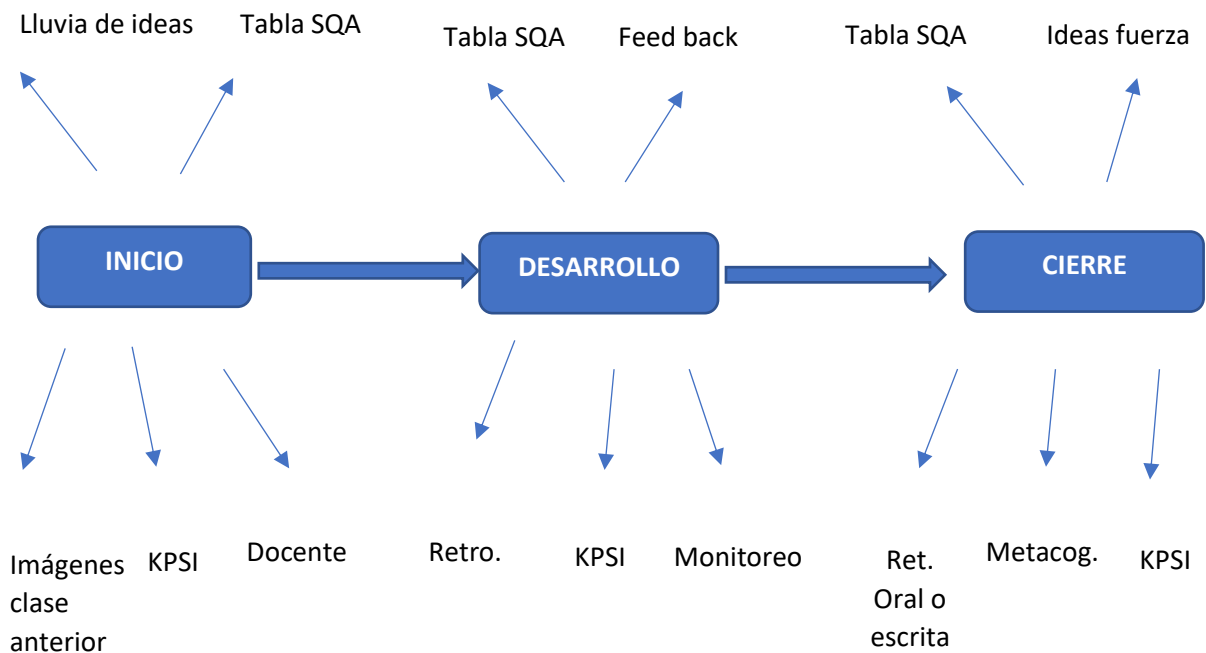 Lluvia de ideas
Tabla SQA
Tabla SQA
Feed back
Tabla SQA
Ideas fuerza
INICIO
DESARROLLO
CIERRE
Imágenes
clase
anterior
KPSI
Docente
Retro.
KPSI
Monitoreo
Ret.
Oral o
escrita
Metacog.
KPSI